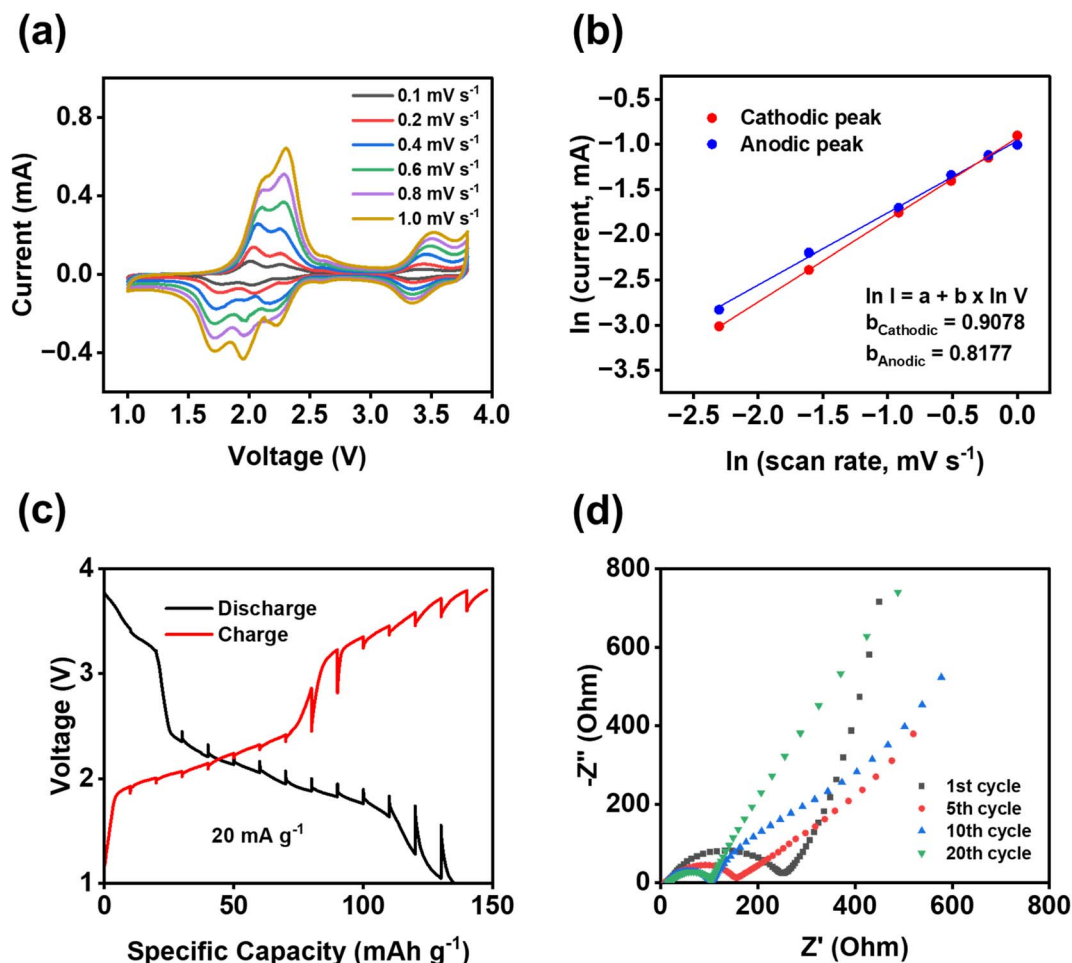 (a)
0.8
0.4
0.0
−0.4
Current (mA)
1.0 1.5 2.0 2.5 3.0 3.5 4.0
Voltage (V)
0.1 mV s⁻¹
0.2 mV s⁻¹
0.4 mV s⁻¹
0.6 mV s⁻¹
0.8 mV s⁻¹
1.0 mV s⁻¹
(b)
−0.5
−1.0
−1.5
−2.0
−2.5
−3.0
−3.5
ln (current, mA)
Cathodic peak
Anodic peak
ln I = a + b x ln V
b_Cathodic = 0.9078
b_Anodic = 0.8177
−2.5 −2.0 −1.5 −1.0 −0.5 0.0
ln (scan rate, mV s⁻¹)
(c)
4
3
2
1
Voltage (V)
Discharge
Charge
20 mA g⁻¹
0 50 100 150
Specific Capacity (mAh g⁻¹)
(d)
800
600
400
200
0
-Z'' (Ohm)
1st cycle
5th cycle
10th cycle
20th cycle
0 200 400 600 800
Z' (Ohm)